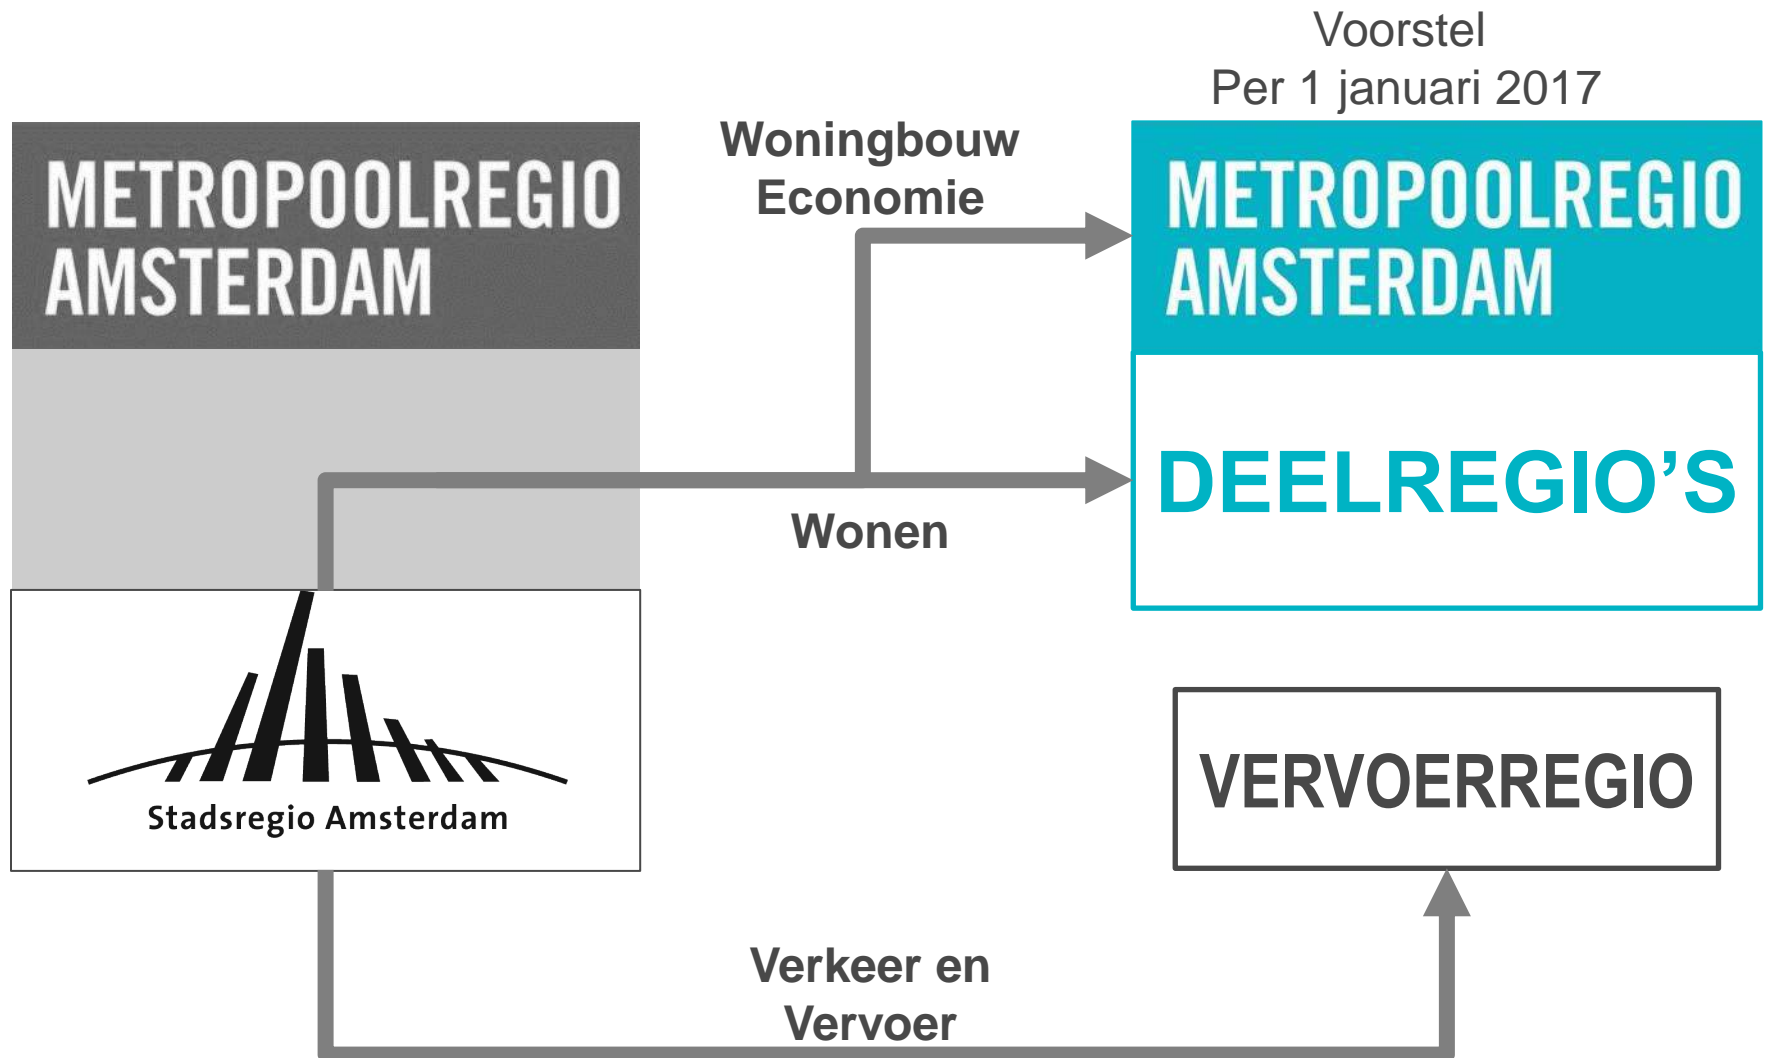 Voorstel
Per 1 januari 2017
METROPOOLREGIO
AMSTERDAM
Woningbouw
Economie
METROPOOLREGIO
AMSTERDAM
DEELREGIO’S
Wonen
Stadsregio Amsterdam
VERVOERREGIO
Verkeer en
Vervoer